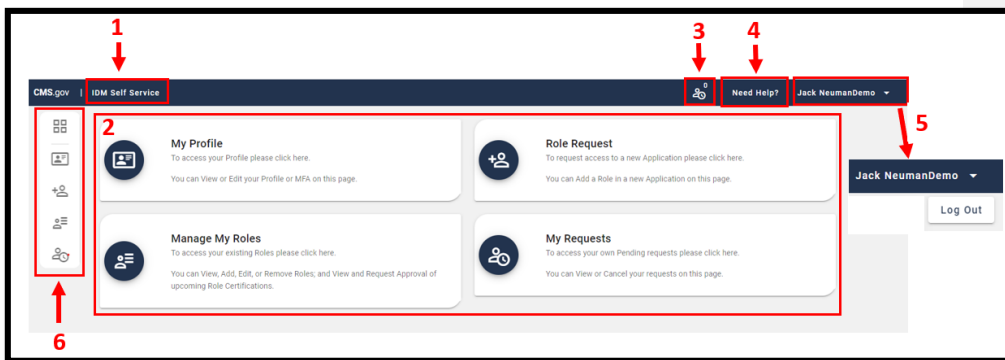 1
3
4
CMS.gov | IDM Self Service
0
Need Help?
Jack NeumanDemo
2
5
My Profile
To access your Profile please click here.
You can View or Edit your Profile or MFA on this page.
Role Request
To request access to a new Application please click here.
You can Add a Role in a new Application on this page.
Jack NeumanDemo
Log Out
Manage My Roles
To access your existing Roles please click here.
You can View, Add, Edit, or Remove Roles; and View and Request Approval of
upcoming Role Certifications.
My Requests
To access your own Pending requests please click here.
You can View or Cancel your requests on this page.
6